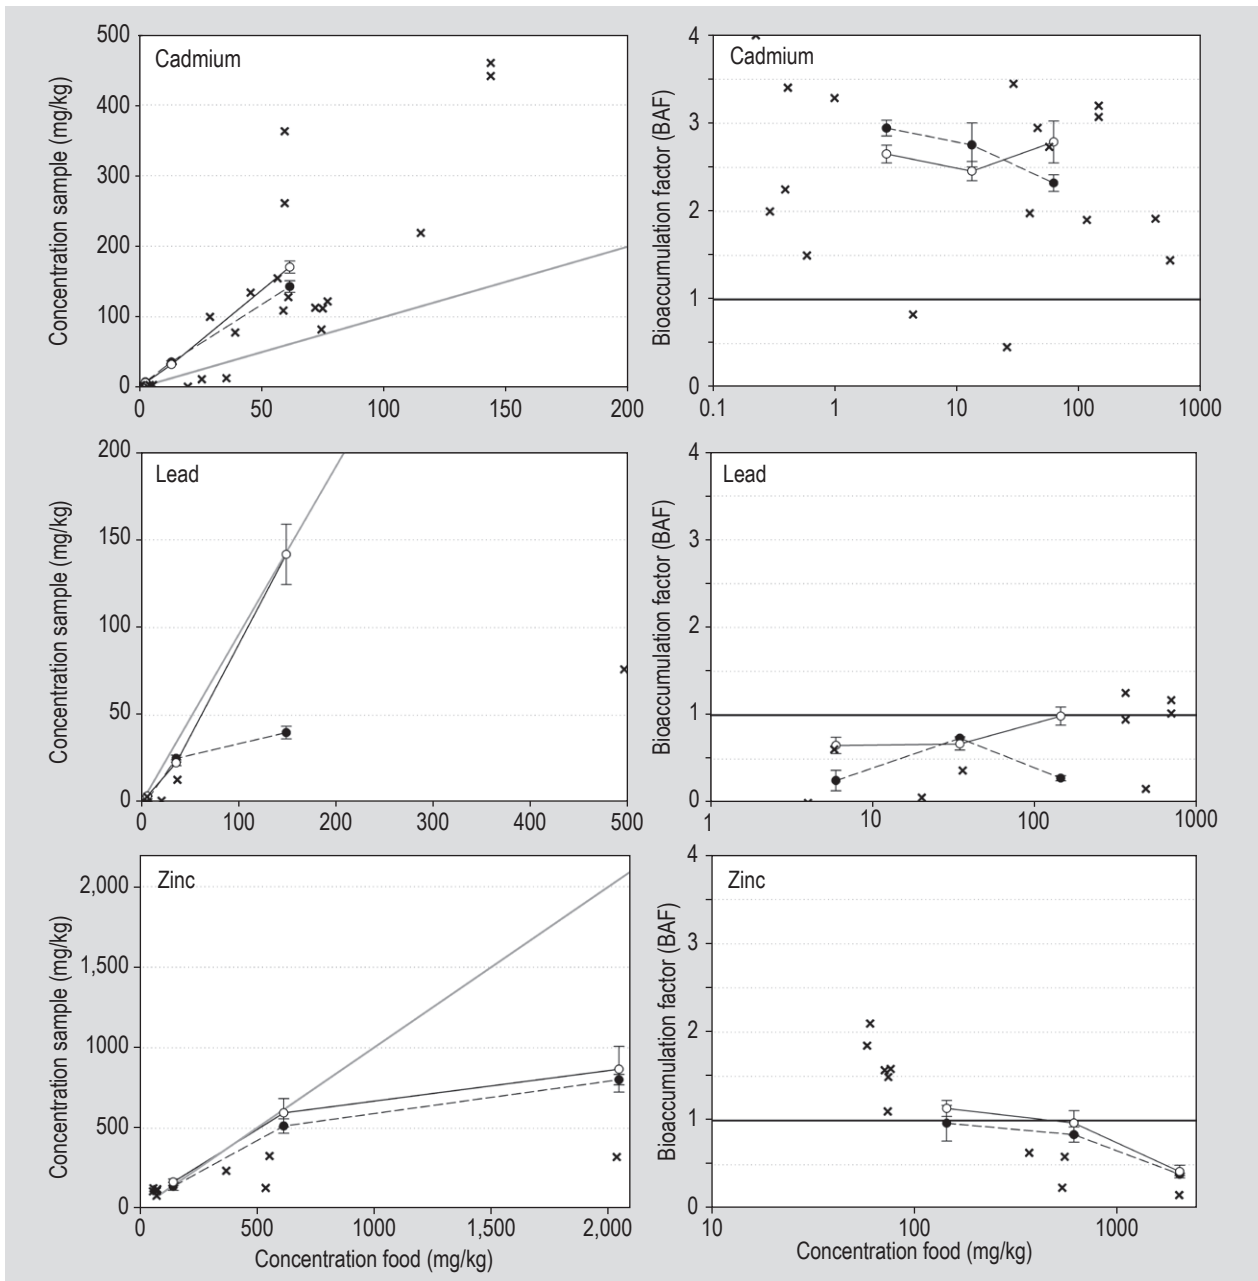 Cadmium
Concentration sample (mg/kg)
500
400
300
200
100
0
0 50 100 150 200
Cadmium
Bioaccumulation factor (BAF)
4
3
2
1
0
0.1 1 10 100 1000
Lead
Concentration sample (mg/kg)
200
150
100
50
0
0 100 200 300 400 500
Lead
Bioaccumulation factor (BAF)
4
3
2
1
0
1 10 100 1000
Zinc
Concentration sample (mg/kg)
2,000
1,500
1000
500
0
0 500 1000 1,500 2,000
Concentration food (mg/kg)
Zinc
Bioaccumulation factor (BAF)
4
3
2
1
0
10 100 1000
Concentration food (mg/kg)